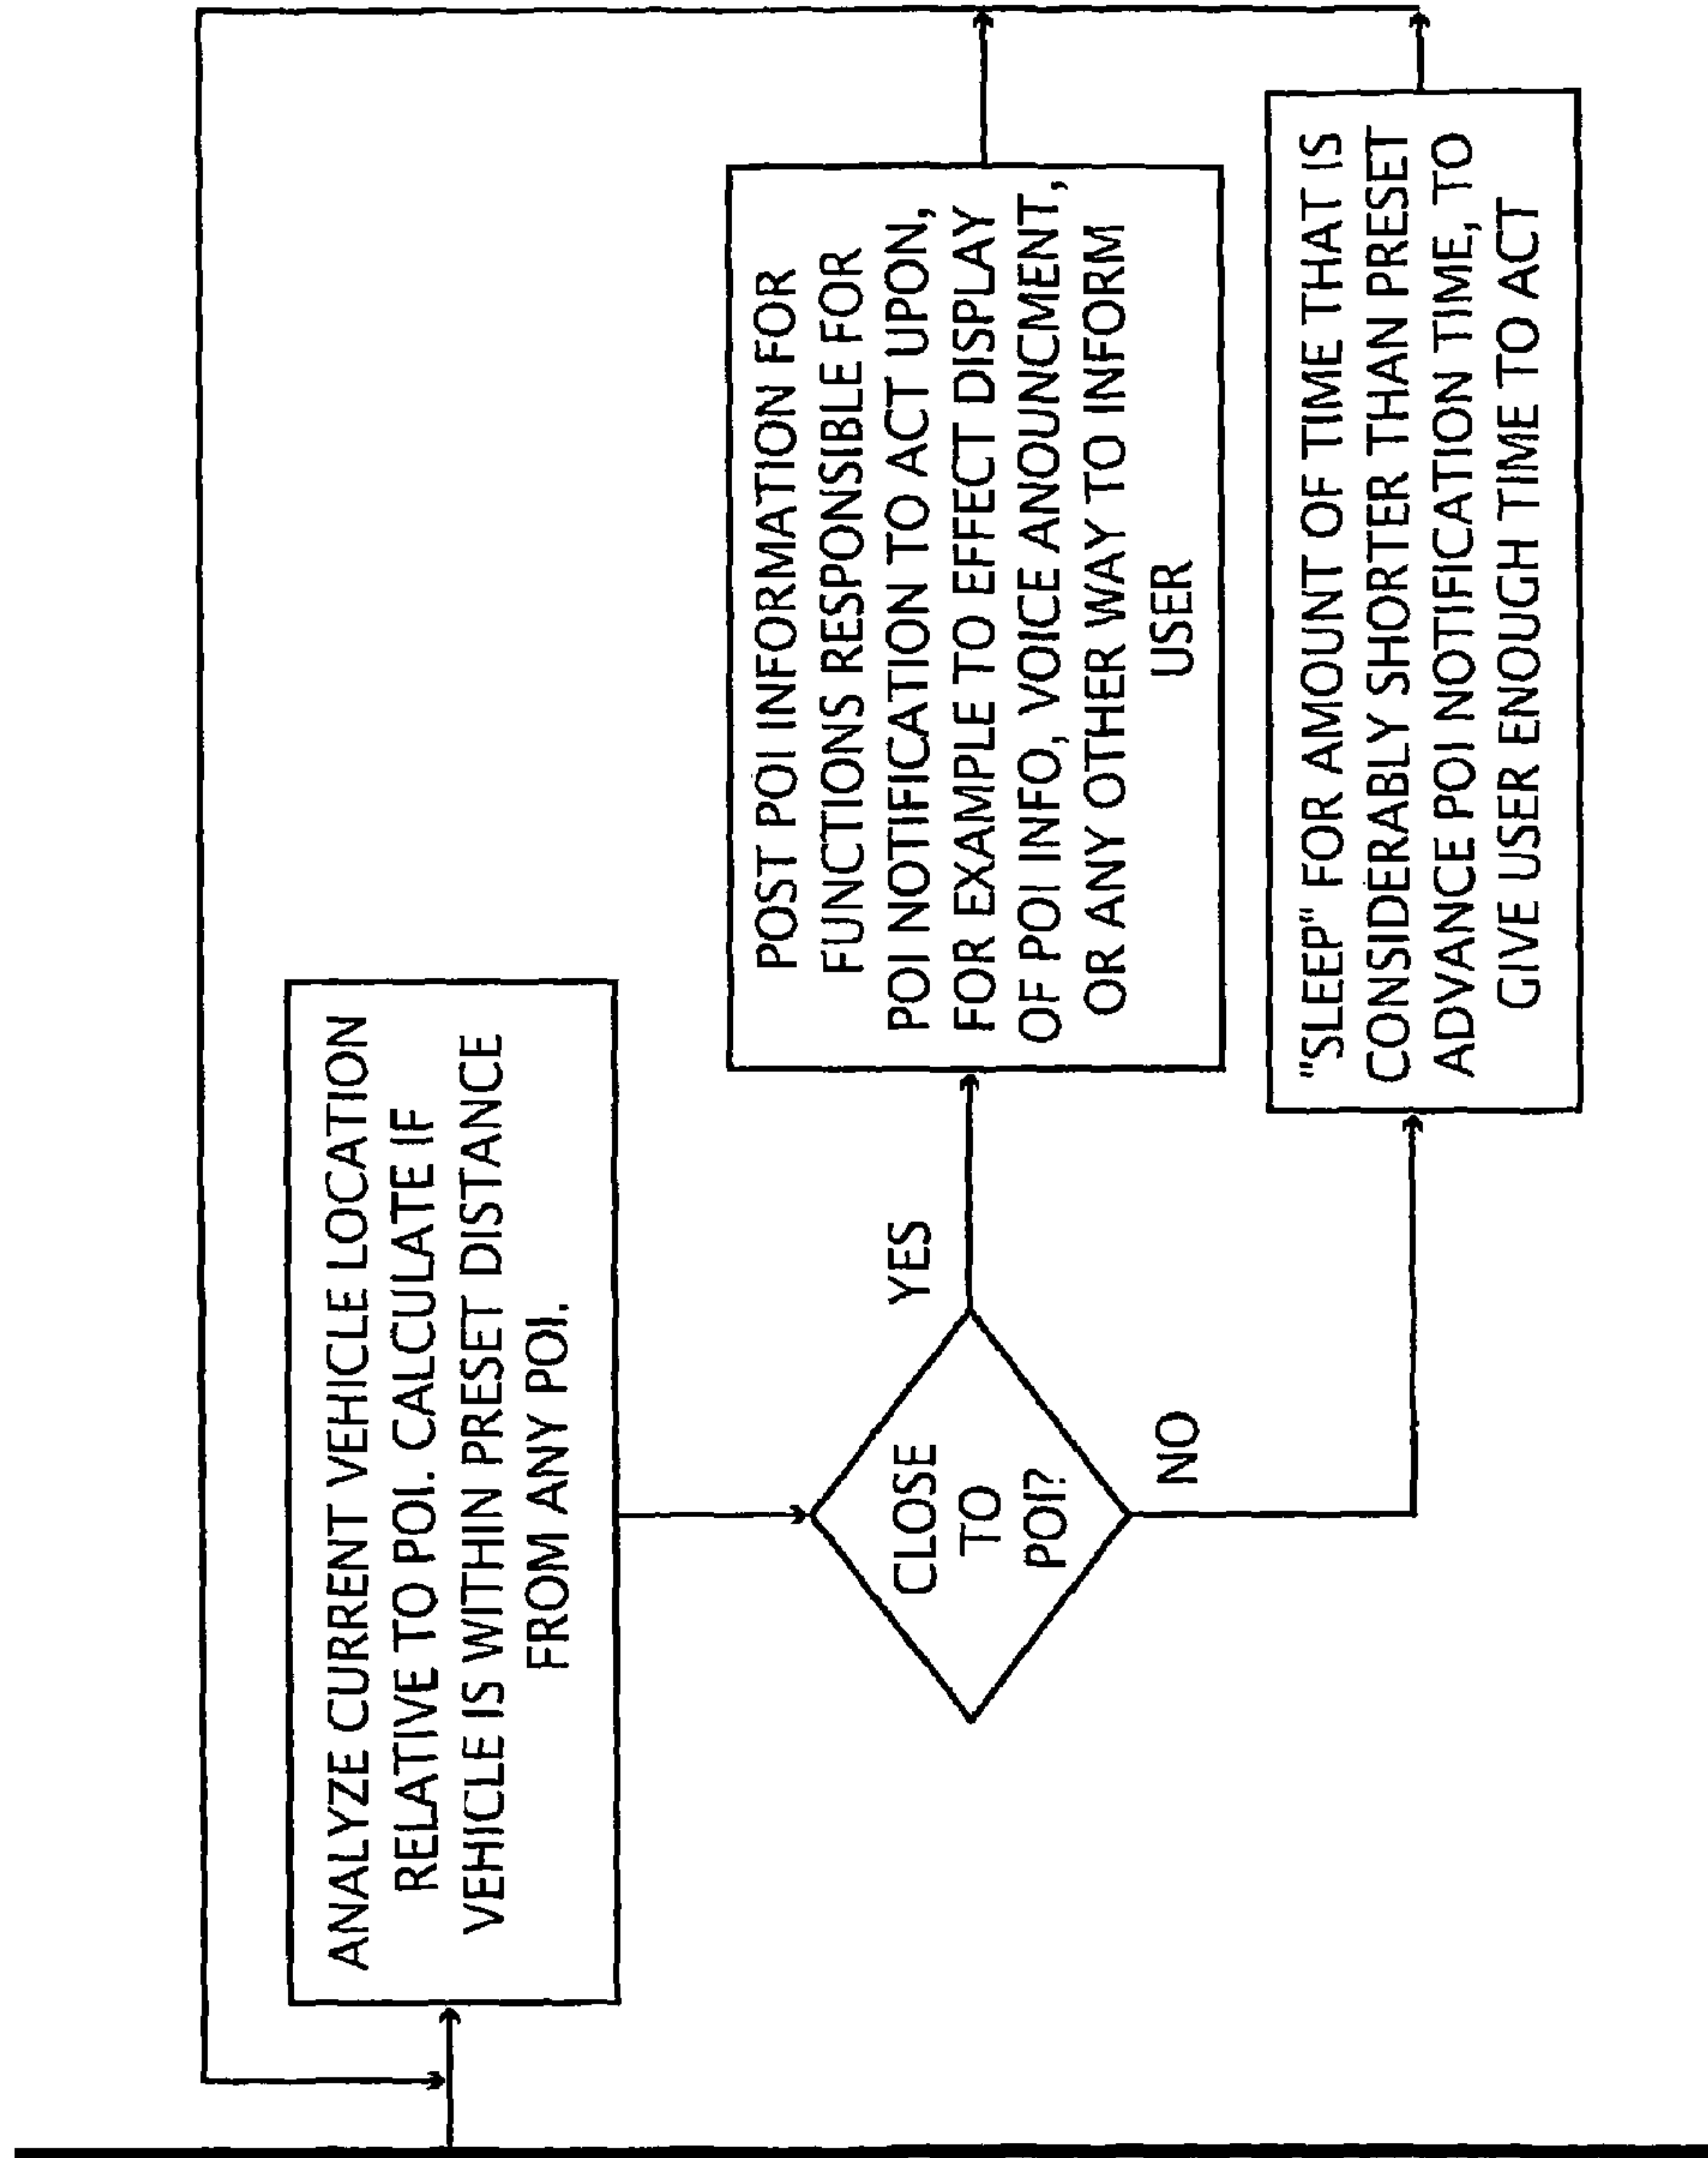 ANALYZE CURRENT VEHICLE LOCATION
RELATIVE TO POI. CALCULATE IF
VEHICLE IS WITHIN PRESET DISTANCE
FROM ANY POI.
CLOSE
TO
POI?
YES
NO
POST POI INFORMATION FOR
FUNCTIONS RESPONSIBLE FOR
POI NOTIFICATION TO ACT UPON,
FOR EXAMPLE TO EFFECT DISPLAY
OF POI INFO, VOICE ANOUNCMENT,
OR ANY OTHER WAY TO INFORM
USER
"SLEEP" FOR AMOUNT OF TIME THAT IS
CONSIDERABLY SHORTER THAN PRESET
ADVANCE POI NOTIFICATION TIME, TO
GIVE USER ENOUGH TIME TO ACT